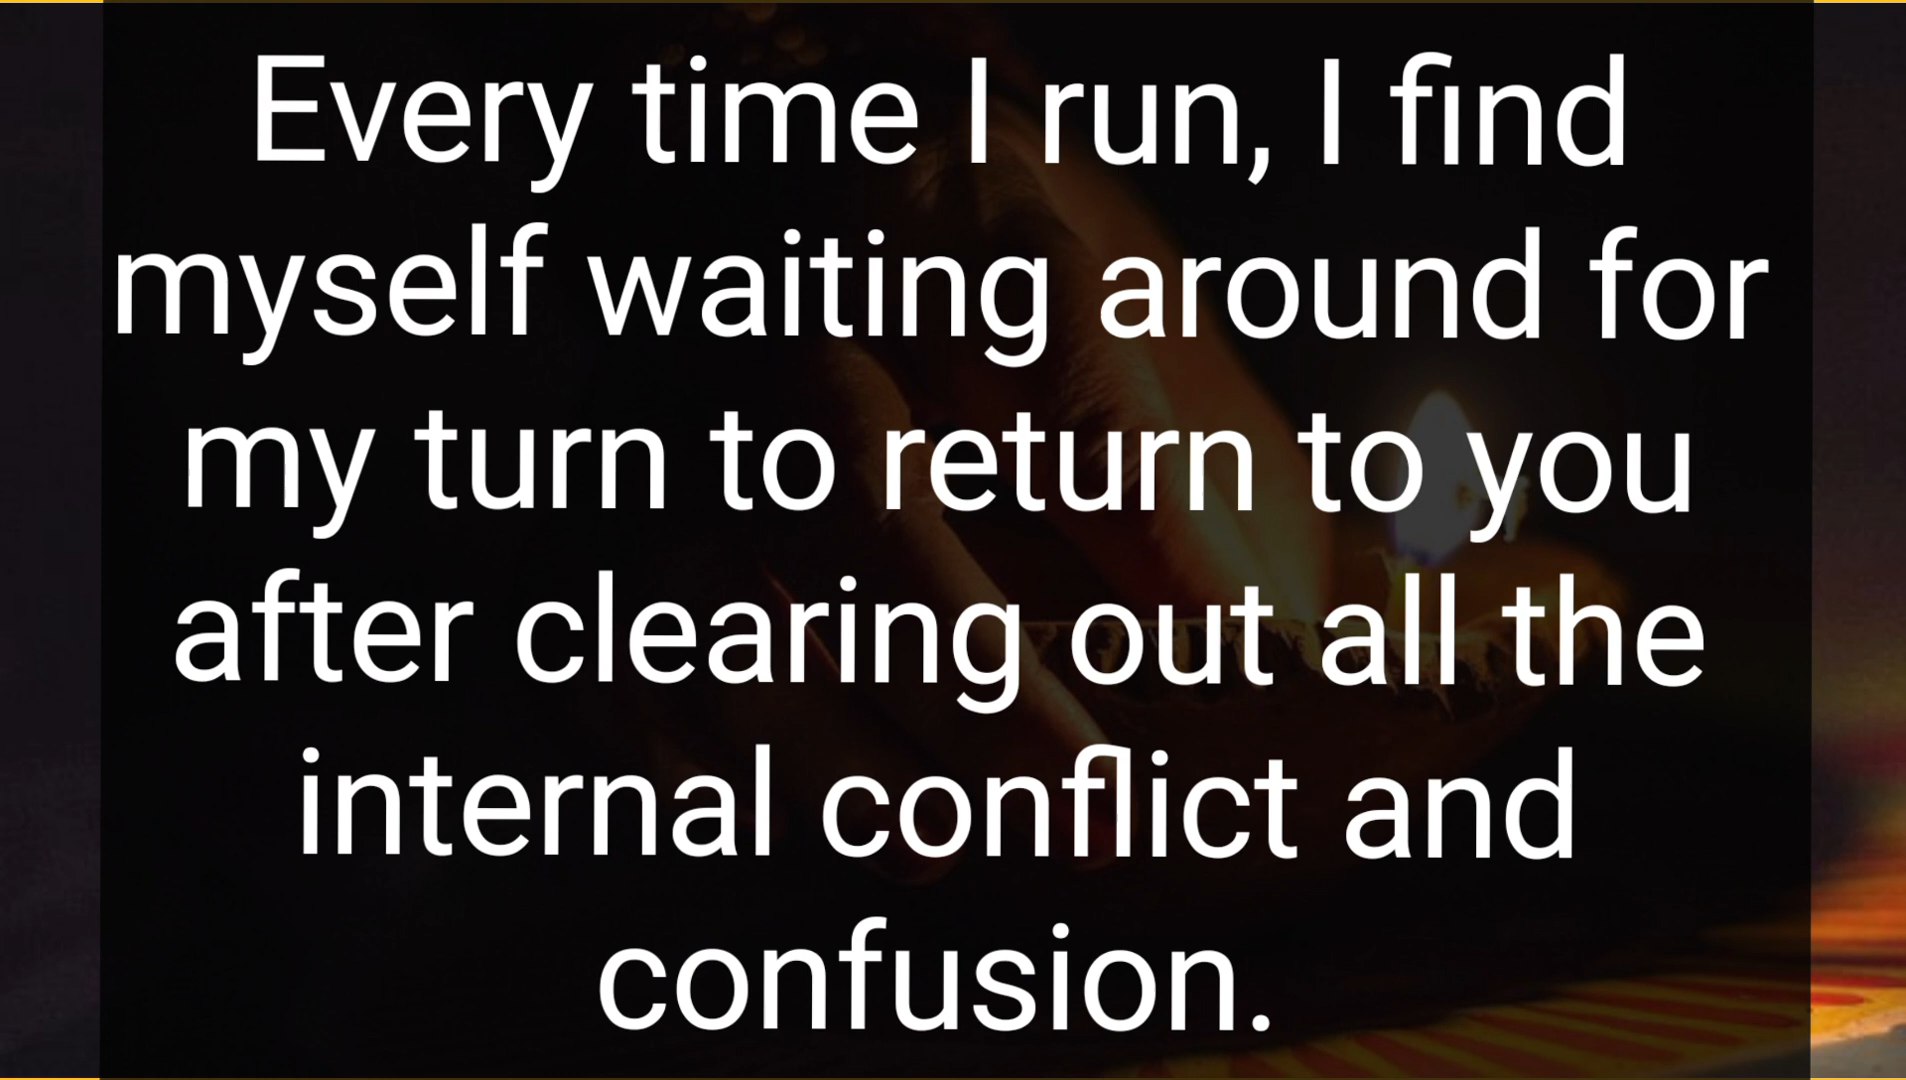 Every time I run, I find
myself waiting around for
my turn to return to you
after clearing out all the
internal conflict and
confusion.